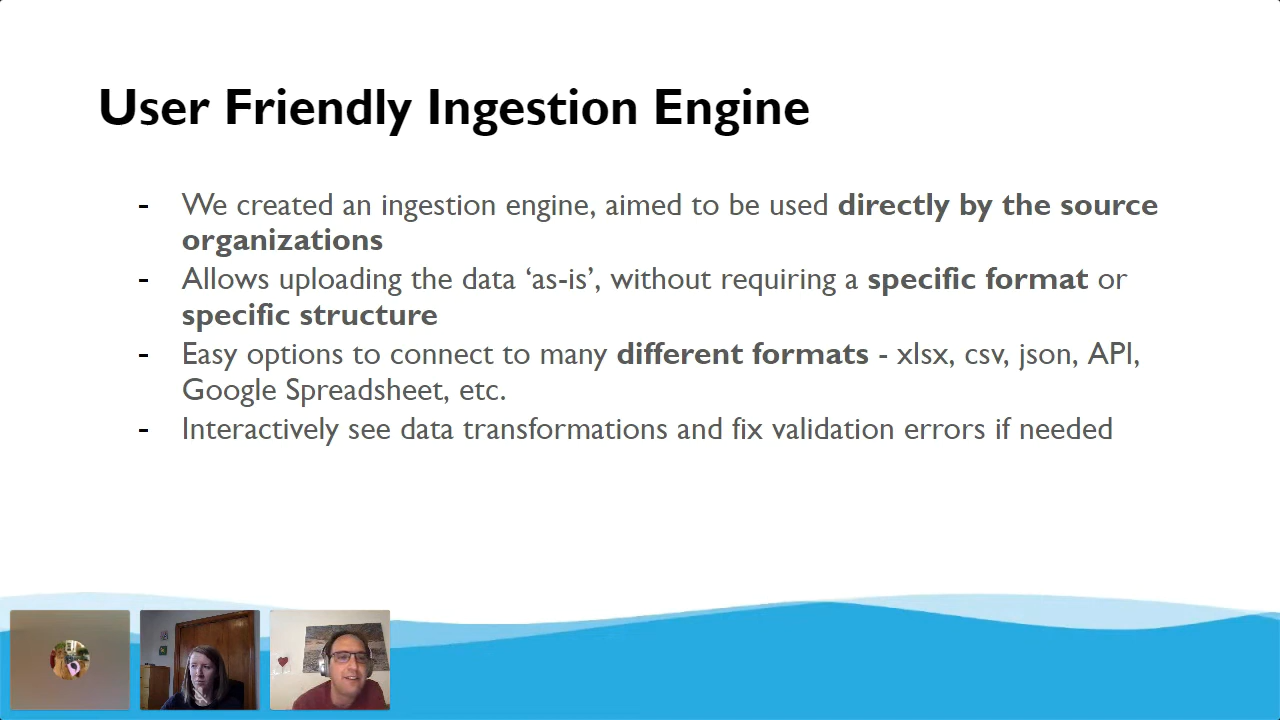 User Friendly Ingestion Engine
- We created an ingestion engine, aimed to be used directly by the source
organizations
- Allows uploading the data ‘as-is’, without requiring a specific format or
specific structure
- Easy options to connect to many different formats - xlsx, csv, json, API,
Google Spreadsheet, etc.
- Interactively see data transformations and fix validation errors if needed